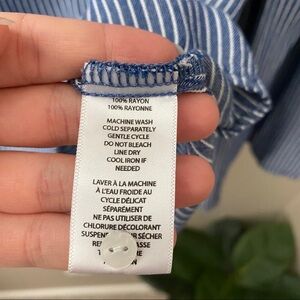 100% RAYON
100% RAYONNE
MACHINE WASH
COLD SEPARATELY
GENTLE CYCLE
DO NOT BLEACH
LINE DRY
COOL IRON IF
NEEDED
LAVER À LA MACHINE
À L'EAU FROIDE AU
CYCLE DÉLICAT
SÉPARÉMENT
NE PAS UTILISER DE
CHLORURE DÉCOLORANT
SÉCHER